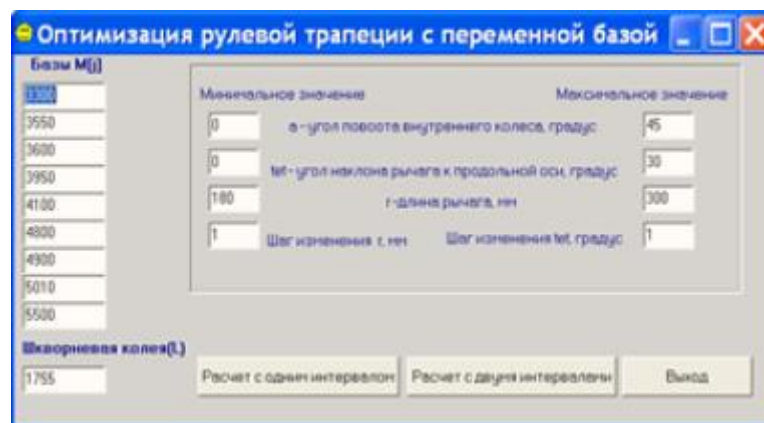 Оптимизация рулевой трапеции с переменной базой
Базы M[j]
3300
3550
3600
3950
4100
4800
4900
5010
5500
Шкворневая колея(L)
1755
Минимальное значение Максимальное значение
0 a - угол повоота внутреннего колеса, градус 45
0 tet - угол наклона рычага к продольной оси, градус 30
180 r - длина рычага, мм 300
1 Шаг изменения r, мм Шаг изменения tet, градус 1
Расчет с одним интервалом Расчет с двумя интервалами Выход